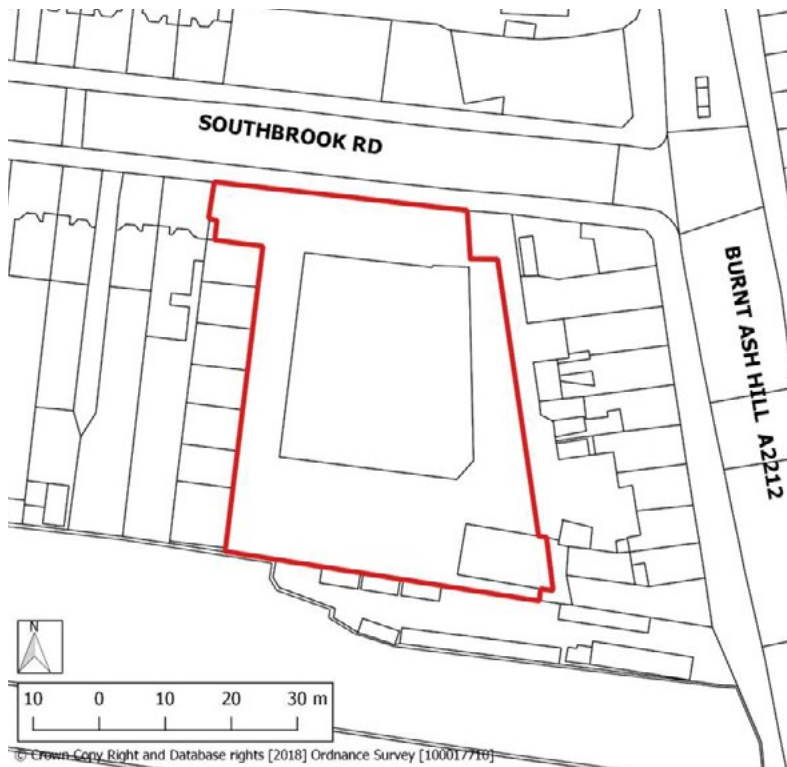 SOUTHBROOK RD
BURNT ASH HILL A2212
N
10 0 10 20 30 m
© Crown Copy Right and Database rights [2018] Ordnance Survey [100017710]